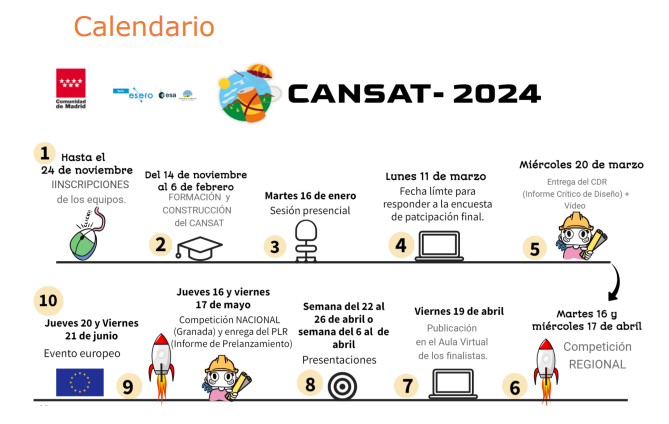 Calendario
Comunidad
de Madrid
esero
esa
CANSAT- 2024
1
Hasta el
24 de noviembre
IINSCRIPCIONES
de los equipos.
2
Del 14 de noviembre
al 6 de febrero
FORMACIÓN y
CONSTRUCCIÓN
del CANSAT
3
Martes 16 de enero
Sesión presencial
4
Lunes 11 de marzo
Fecha límte para
responder a la encuesta
de patcipación final.
5
Miércoles 20 de marzo
Entrega del CDR
(Informe Crítico de Diseño) +
Vídeo
6
Martes 16 y
miércoles 17 de abril
Competición
REGIONAL
7
Viernes 19 de abril
Publicación
en el Aula Virtual
de los finalistas.
8
Semana del 22 al
26 de abril o
semana del 6 al de
abril
Presentaciones
9
Jueves 16 y viernes
17 de mayo
Competición NACIONAL
(Granada) y enrega del PLR
(Informe de Prelanzamiento)
10
Jueves 20 y Viernes
21 de junio
Evento europeo